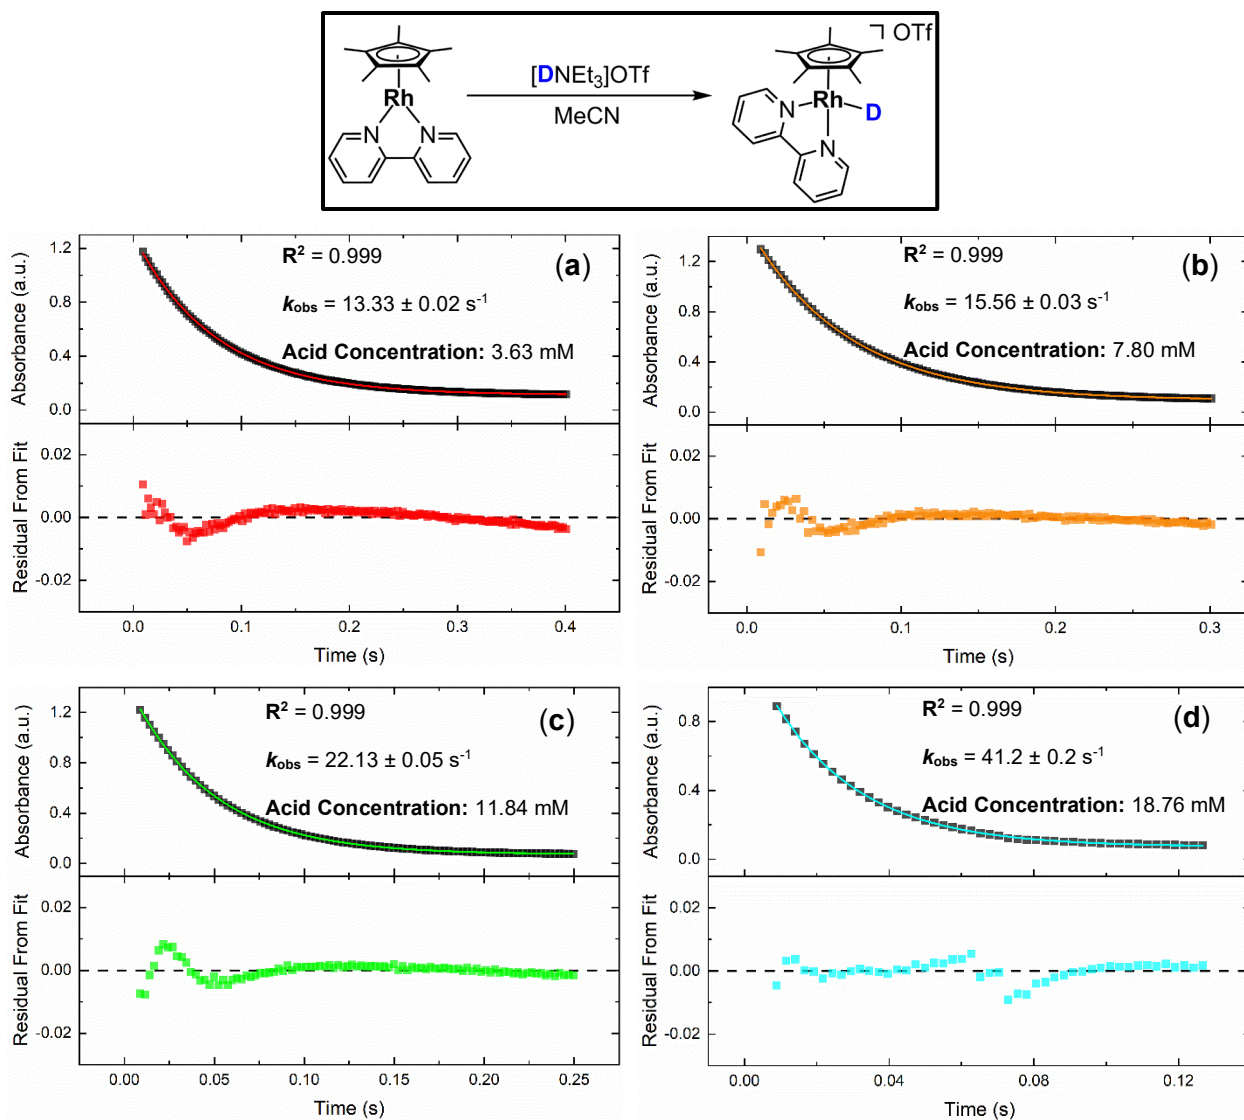 [DNEt₃]OTf
MeCN
Rh
N
N
⌝ OTf
Rh
D
N
N
R² = 0.999
(a)
k_obs = 13.33 ± 0.02 s⁻¹
Acid Concentration: 3.63 mM
Absorbance (a.u.)
1.2
0.8
0.4
0.0
Residual From Fit
0.02
0.00
-0.02
0.0 0.1 0.2 0.3 0.4
Time (s)
R² = 0.999
(b)
k_obs = 15.56 ± 0.03 s⁻¹
Acid Concentration: 7.80 mM
Absorbance (a.u.)
1.2
0.8
0.4
0.0
Residual From Fit
0.02
0.00
-0.02
0.0 0.1 0.2 0.3
Time (s)
R² = 0.999
(c)
k_obs = 22.13 ± 0.05 s⁻¹
Acid Concentration: 11.84 mM
Absorbance (a.u.)
1.2
0.8
0.4
0.0
Residual From Fit
0.02
0.00
-0.02
0.00 0.05 0.10 0.15 0.20 0.25
Time (s)
R² = 0.999
(d)
k_obs = 41.2 ± 0.2 s⁻¹
Acid Concentration: 18.76 mM
Absorbance (a.u.)
0.8
0.4
0.0
Residual From Fit
0.02
0.00
-0.02
0.00 0.04 0.08 0.12
Time (s)